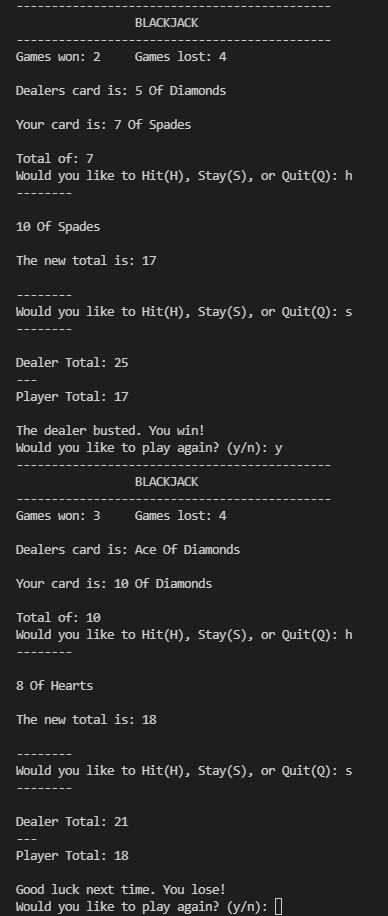 ---------------------------------------------
BLACKJACK
---------------------------------------------
Games won: 2     Games lost: 4
Dealers card is: 5 Of Diamonds
Your card is: 7 Of Spades
Total of: 7
Would you like to Hit(H), Stay(S), or Quit(Q): h
--------
10 Of Spades
The new total is: 17
--------
Would you like to Hit(H), Stay(S), or Quit(Q): s
--------
Dealer Total: 25
---
Player Total: 17
The dealer busted. You win!
Would you like to play again? (y/n): y
---------------------------------------------
BLACKJACK
---------------------------------------------
Games won: 3     Games lost: 4
Dealers card is: Ace Of Diamonds
Your card is: 10 Of Diamonds
Total of: 10
Would you like to Hit(H), Stay(S), or Quit(Q): h
--------
8 Of Hearts
The new total is: 18
--------
Would you like to Hit(H), Stay(S), or Quit(Q): s
--------
Dealer Total: 21
---
Player Total: 18
Good luck next time. You lose!
Would you like to play again? (y/n):